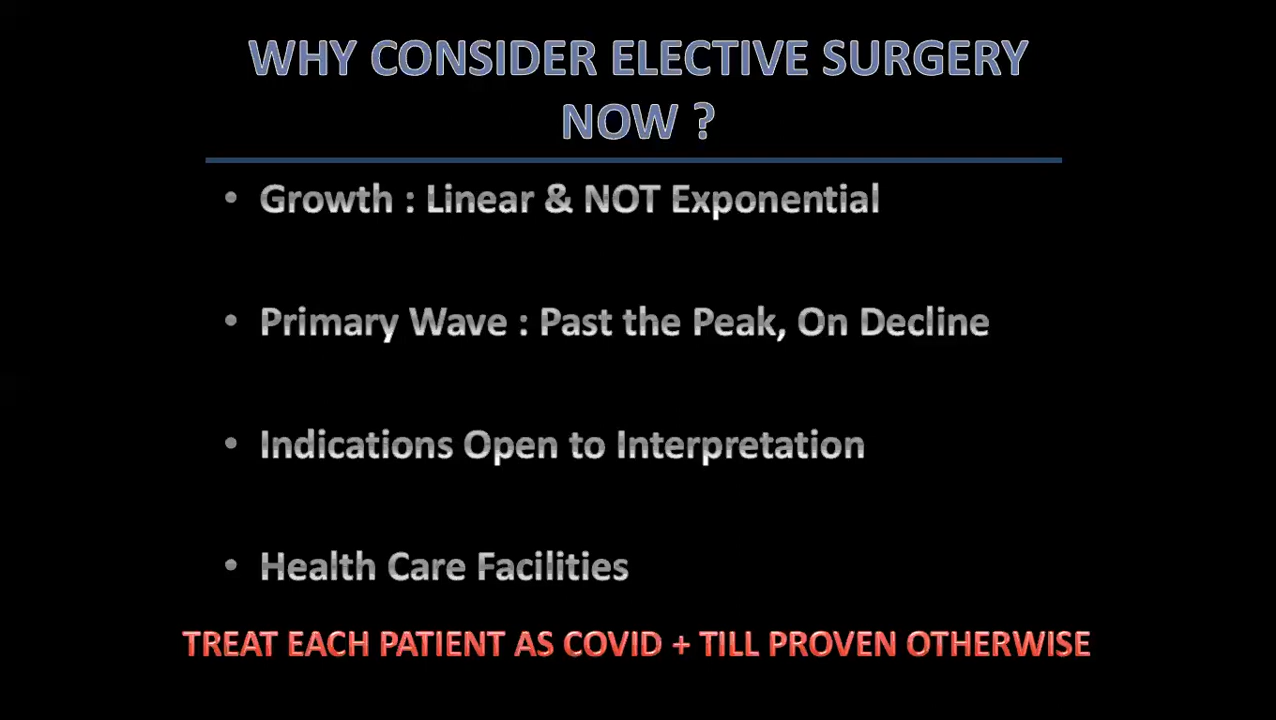 WHY CONSIDER ELECTIVE SURGERY
NOW ?
• Growth : Linear & NOT Exponential
• Primary Wave : Past the Peak, On Decline
• Indications Open to Interpretation
• Health Care Facilities
TREAT EACH PATIENT AS COVID + TILL PROVEN OTHERWISE